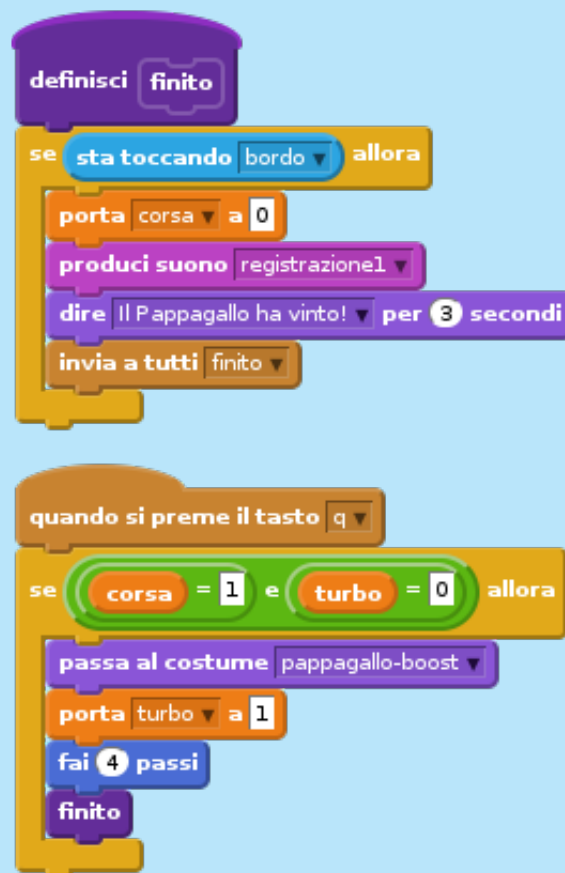 definisci finito
se sta toccando bordo allora
porta corsa a 0
produci suono registrazione1
dire Il Pappagallo ha vinto! per 3 secondi
invia a tutti finito
quando si preme il tasto q
se corsa = 1 e turbo = 0 allora
passa al costume pappagallo-boost
porta turbo a 1
fai 4 passi
finito